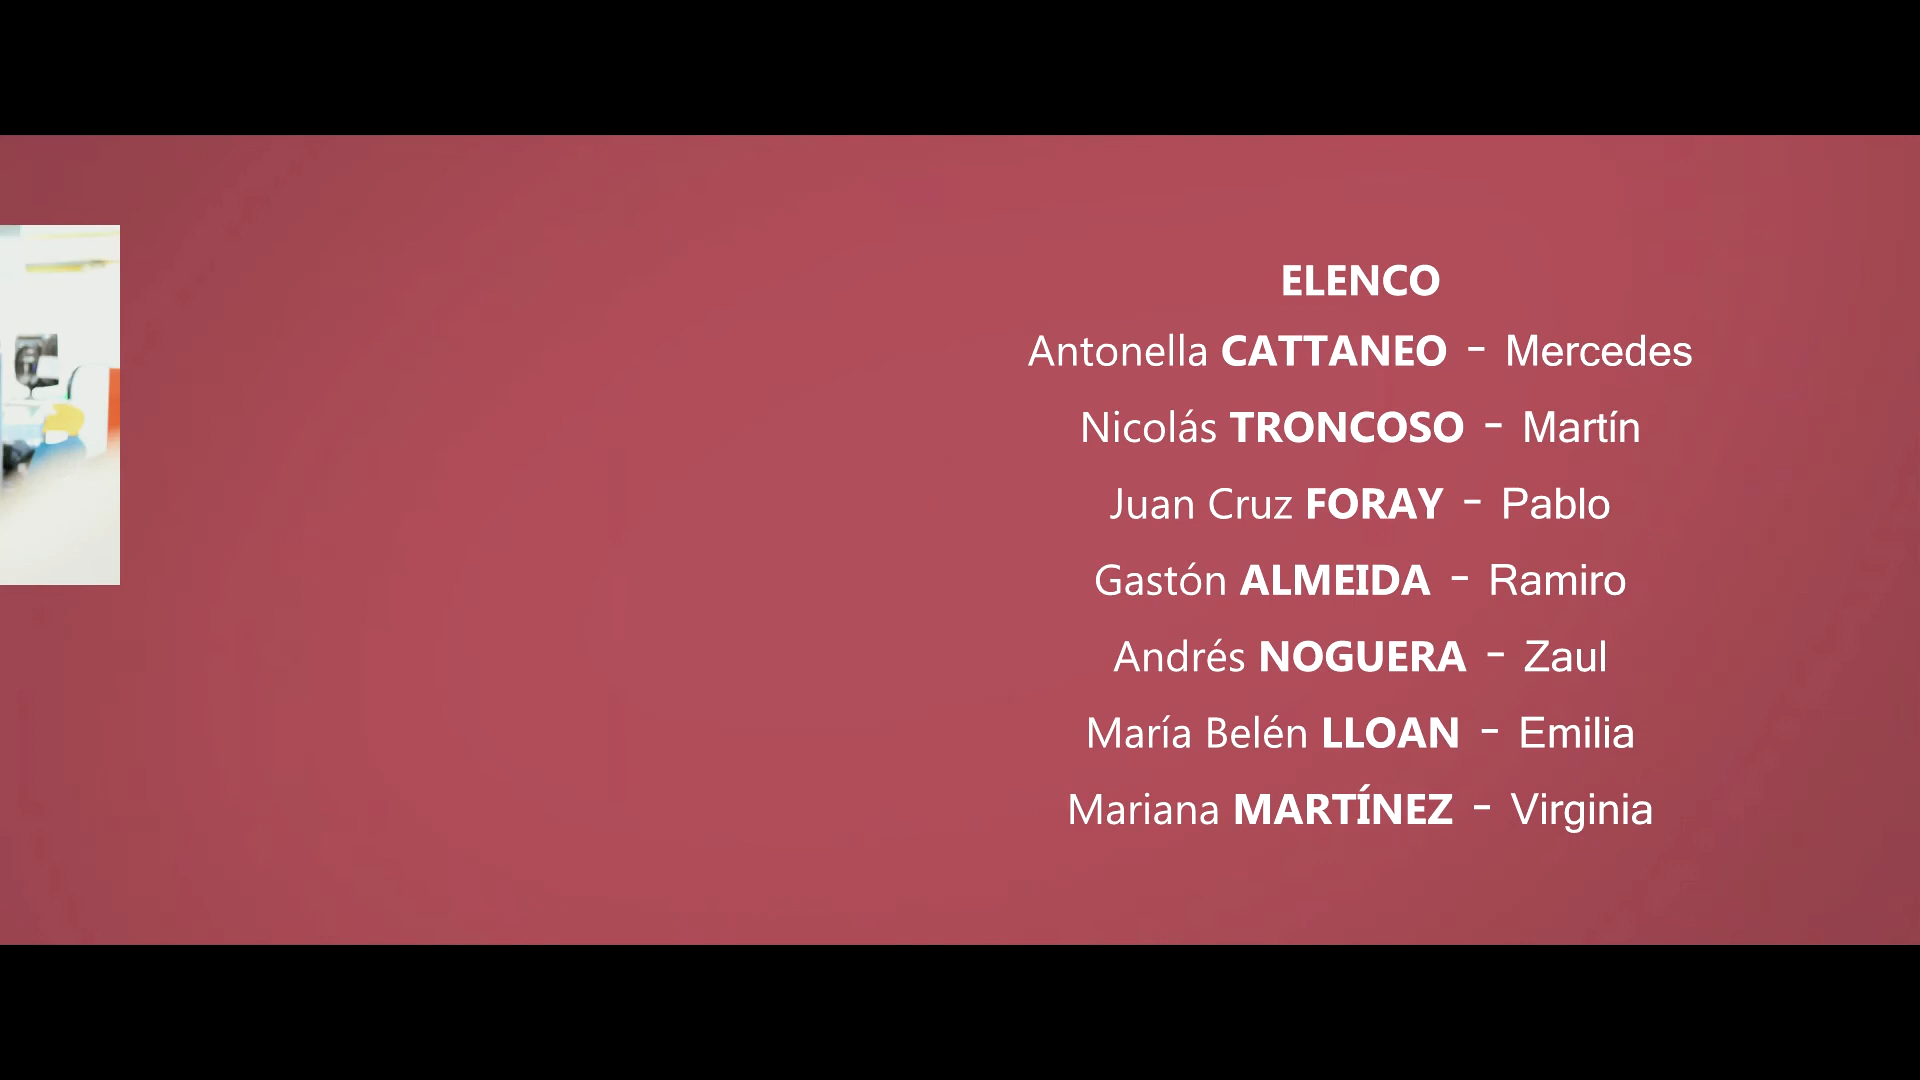 ELENCO
Antonella CATTANEO - Mercedes
Nicolás TRONCOSO - Martín
Juan Cruz FORAY - Pablo
Gastón ALMEIDA - Ramiro
Andrés NOGUERA - Zaul
María Belén LLOAN - Emilia
Mariana MARTÍNEZ - Virginia